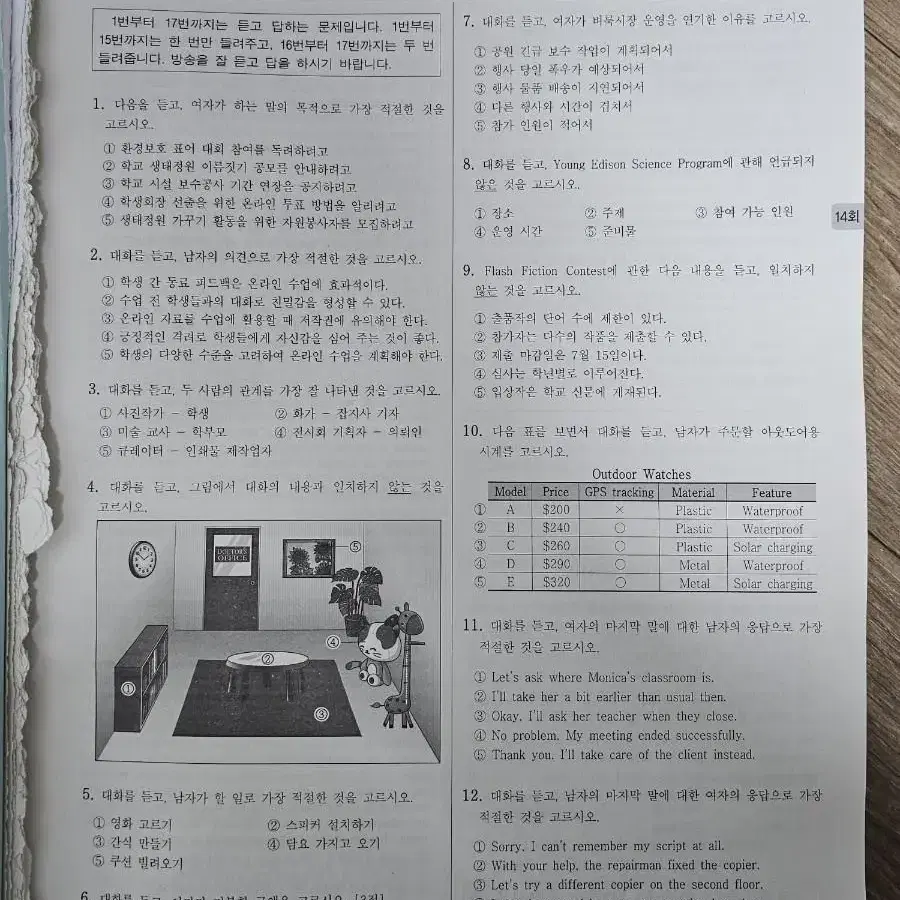 1번부터 17번까지는 듣고 답하는 문제입니다. 1번부터
15번까지는 한 번만 들려주고, 16번부터 17번까지는 두 번
들려줍니다. 방송을 잘 듣고 답을 하시기 바랍니다.
1. 다음을 듣고, 여자가 하는 말의 목적으로 가장 적절한 것을
고르시오.
① 환경보호 표어 대회 참여를 독려하려고
② 학교 생태정원 이름짓기 공모를 안내하려고
③ 학교 시설 보수공사 기간 연장을 공지하려고
④ 학생회장 선출을 위한 온라인 투표 방법을 알리려고
⑤ 생태정원 가꾸기 활동을 위한 자원봉사자를 모집하려고
2. 대화를 듣고, 남자의 의견으로 가장 적절한 것을 고르시오.
① 학생 간 동료 피드백은 온라인 수업에 효과적이다.
② 수업 전 학생들과의 대화로 친밀감을 형성할 수 있다.
③ 온라인 자료를 수업에 활용할 때 저작권에 유의해야 한다.
④ 긍정적인 격려로 학생들에게 자신감을 심어 주는 것이 좋다.
⑤ 학생의 다양한 수준을 고려하여 온라인 수업을 계획해야 한다.
3. 대화를 듣고, 두 사람의 관계를 가장 잘 나타낸 것을 고르시오.
① 사진작가 - 학생 ② 화가 - 잡지사 기자
③ 미술 교사 - 학부모 ④ 전시회 기획자 - 의뢰인
⑤ 큐레이터 - 인쇄물 제작업자
4. 대화를 듣고, 그림에서 대화의 내용과 일치하지 않는 것을
고르시오.
DOCTOR'S
OFFICE
⑤
④
②
①
③
5. 대화를 듣고, 남자가 할 일로 가장 적절한 것을 고르시오.
① 영화 고르기 ② 스피커 설치하기
③ 간식 만들기 ④ 담요 가지고 오기
⑤ 쿠션 빌려오기
7. 대화를 듣고, 여자가 벼룩시장 운영을 연기한 이유를 고르시오.
① 공원 긴급 보수 작업이 계획되어서
② 행사 당일 폭우가 예상되어서
③ 행사 물품 배송이 지연되어서
④ 다른 행사와 시간이 겹쳐서
⑤ 참가 인원이 적어서
8. 대화를 듣고, Young Edison Science Program에 관해 언급되지
않은 것을 고르시오.
① 장소 ② 주제 ③ 참여 가능 인원
④ 운영 시간 ⑤ 준비물
14회
9. Flash Fiction Contest에 관한 다음 내용을 듣고, 일치하지
않는 것을 고르시오.
① 출품작의 단어 수에 제한이 있다.
② 참가자는 다수의 작품을 제출할 수 있다.
③ 제출 마감일은 7월 15일이다.
④ 심사는 학년별로 이루어진다.
⑤ 입상작은 학교 신문에 게재된다.
10. 다음 표를 보면서 대화를 듣고, 남자가 주문할 아웃도어용
시계를 고르시오.
Outdoor Watches
Model Price GPS tracking Material Feature
① A $200 × Plastic Waterproof
② B $240 ○ Plastic Waterproof
③ C $260 ○ Plastic Solar charging
④ D $290 ○ Metal Waterproof
⑤ E $320 ○ Metal Solar charging
11. 대화를 듣고, 여자의 마지막 말에 대한 남자의 응답으로 가장
적절한 것을 고르시오.
① Let's ask where Monica's classroom is.
② I'll take her a bit earlier than usual then.
③ Okay. I'll ask her teacher when they close.
④ No problem. My meeting ended successfully.
⑤ Thank you. I'll take care of the client instead.
12. 대화를 듣고, 남자의 마지막 말에 대한 여자의 응답으로 가장
적절한 것을 고르시오.
① Sorry. I can't remember my script at all.
② With your help, the repairman fixed the copier.
③ Let's try a different copier on the second floor.